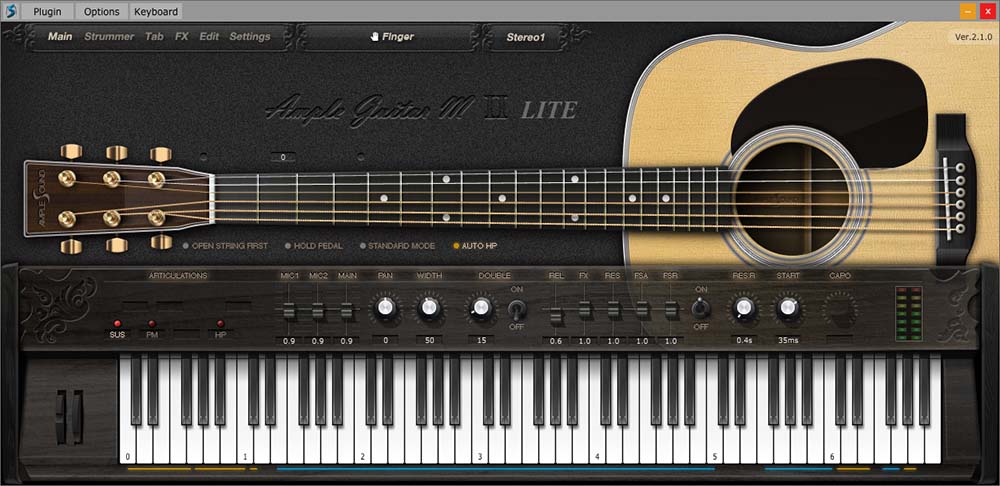 Plugin Options Keyboard
Main Strummer Tab FX Edit Settings Finger Stereo1 Ver.2.1.0
Ample Guitar M II LITE
0
AMPLE SOUND
OPEN STRING FIRST HOLD PEDAL STANDARD MODE AUTO HP
ARTICULATIONS MIC1 MIC2 MAIN PAN WIDTH DOUBLE REL FX RES FSA FSR RES.R START CAPO
ON ON
SUS PM HP OFF OFF
0.9 0.9 0.9 0 50 15 0.6 1.0 1.0 1.0 1.0 0.4s 35ms
0 1 2 3 4 5 6